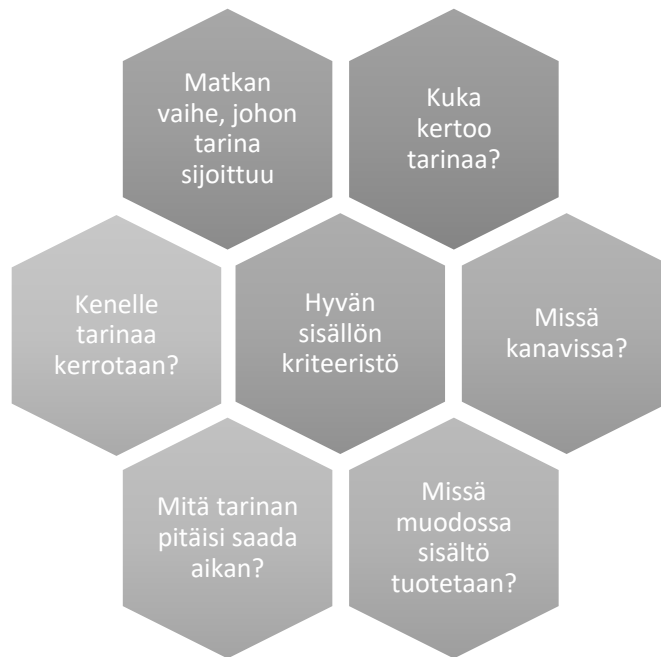 Matkan
vaihe, johon
tarina
sijoittuu
Kuka
kertoo
tarinaa?
Kenelle
tarinaa
kerrotaan?
Hyvän
sisällön
kriteeristö
Missä
kanavissa?
Mitä tarinan
pitäisi saada
aikan?
Missä
muodossa
sisältö
tuotetaan?